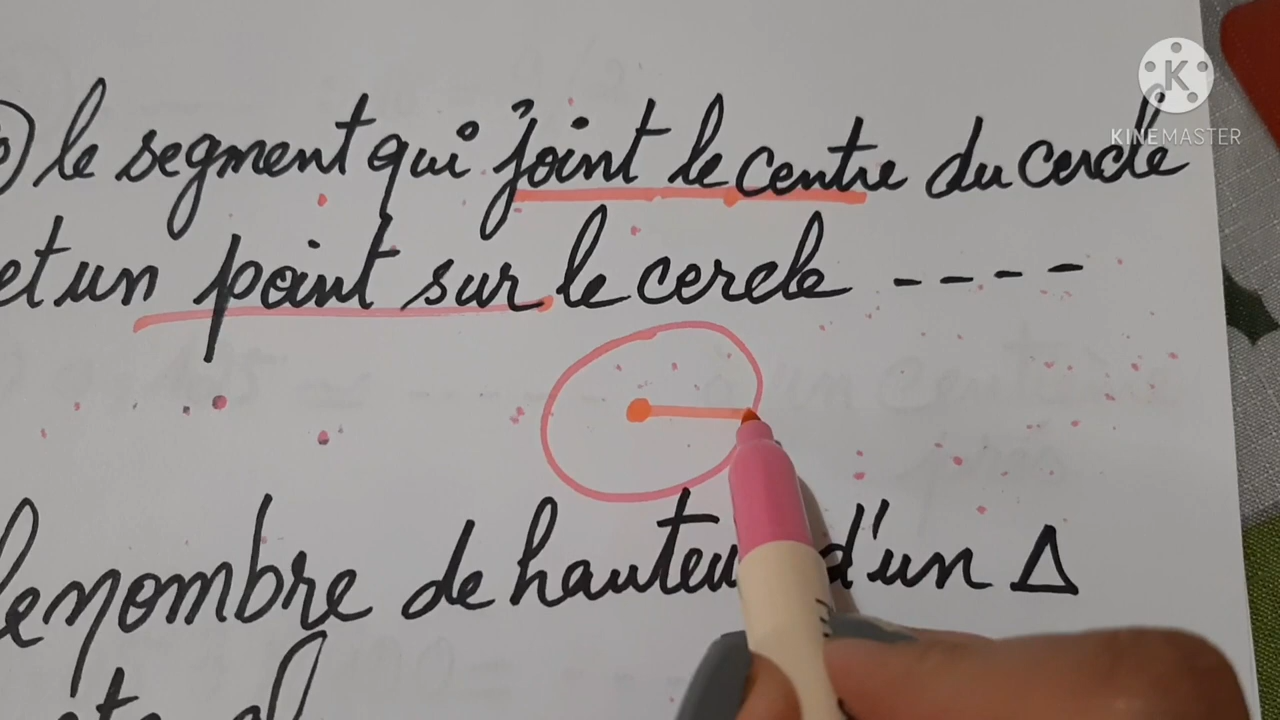 le segment qui joint le centre du cercle
et un point sur le cercle ----
le nombre de hauteu d'un Δ
KINEMASTER